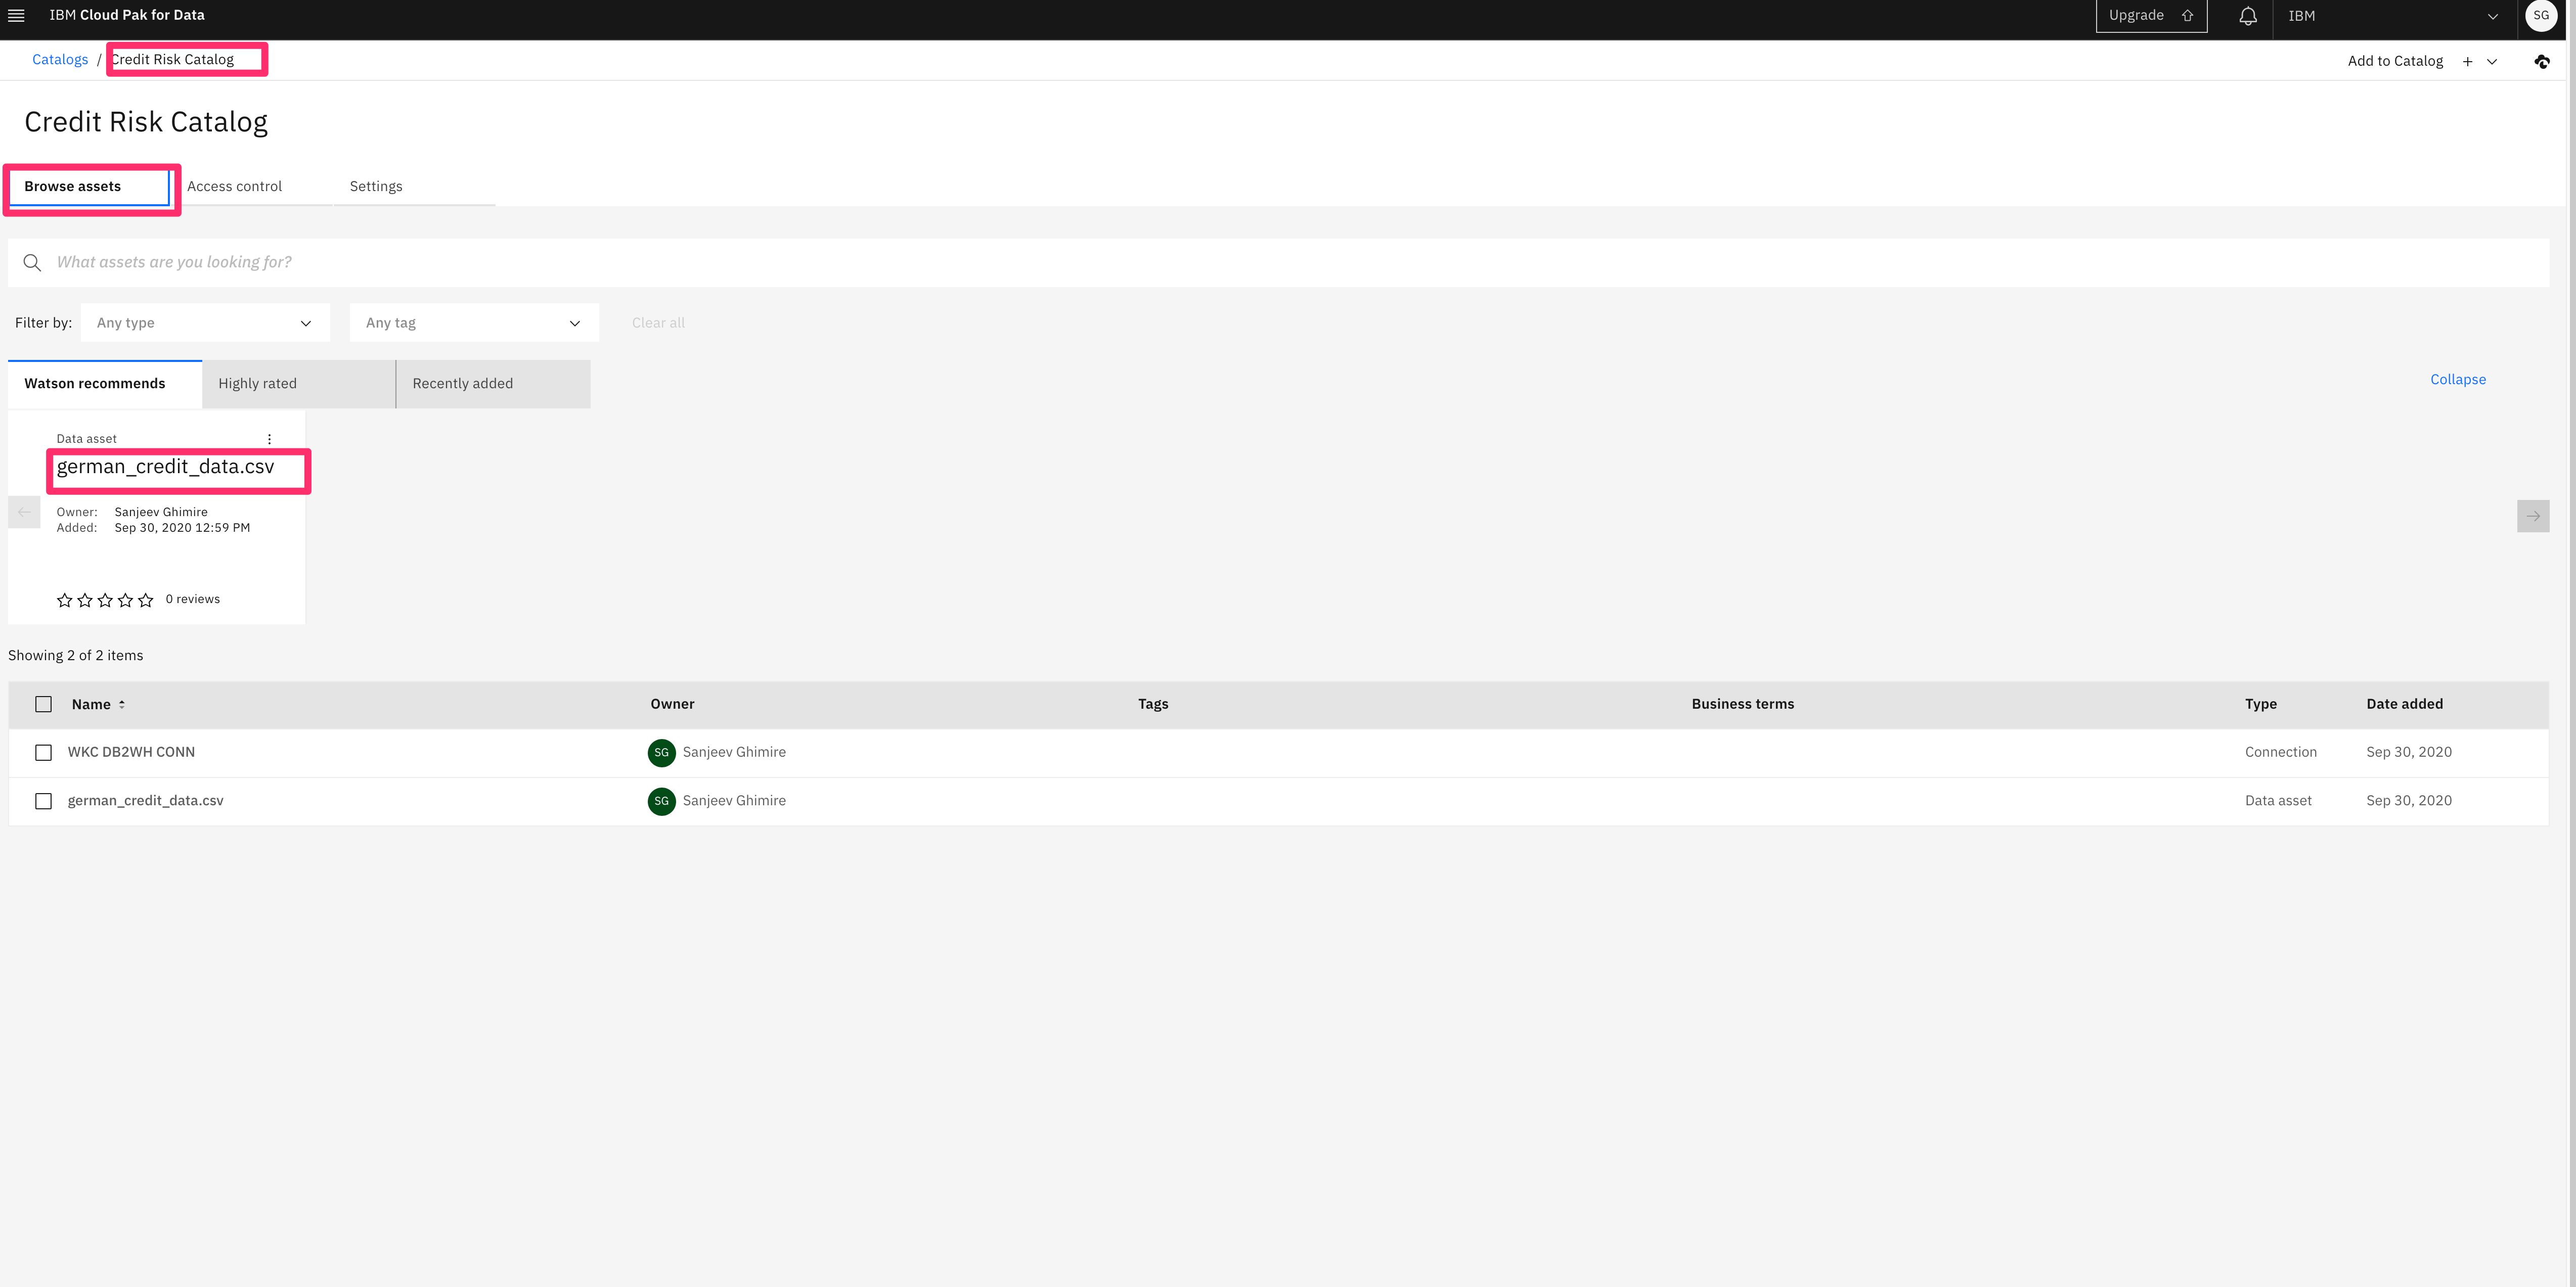 IBM Cloud Pak for Data Upgrade IBM SG
Catalogs / Credit Risk Catalog Add to Catalog +
Credit Risk Catalog
Browse assets Access control Settings
What assets are you looking for?
Filter by: Any type Any tag Clear all
Watson recommends Highly rated Recently added Collapse
Data asset
german_credit_data.csv
Owner: Sanjeev Ghimire
Added: Sep 30, 2020 12:59 PM
0 reviews
Showing 2 of 2 items
Name Owner Tags Business terms Type Date added
WKC DB2WH CONN SG Sanjeev Ghimire Connection Sep 30, 2020
german_credit_data.csv SG Sanjeev Ghimire Data asset Sep 30, 2020